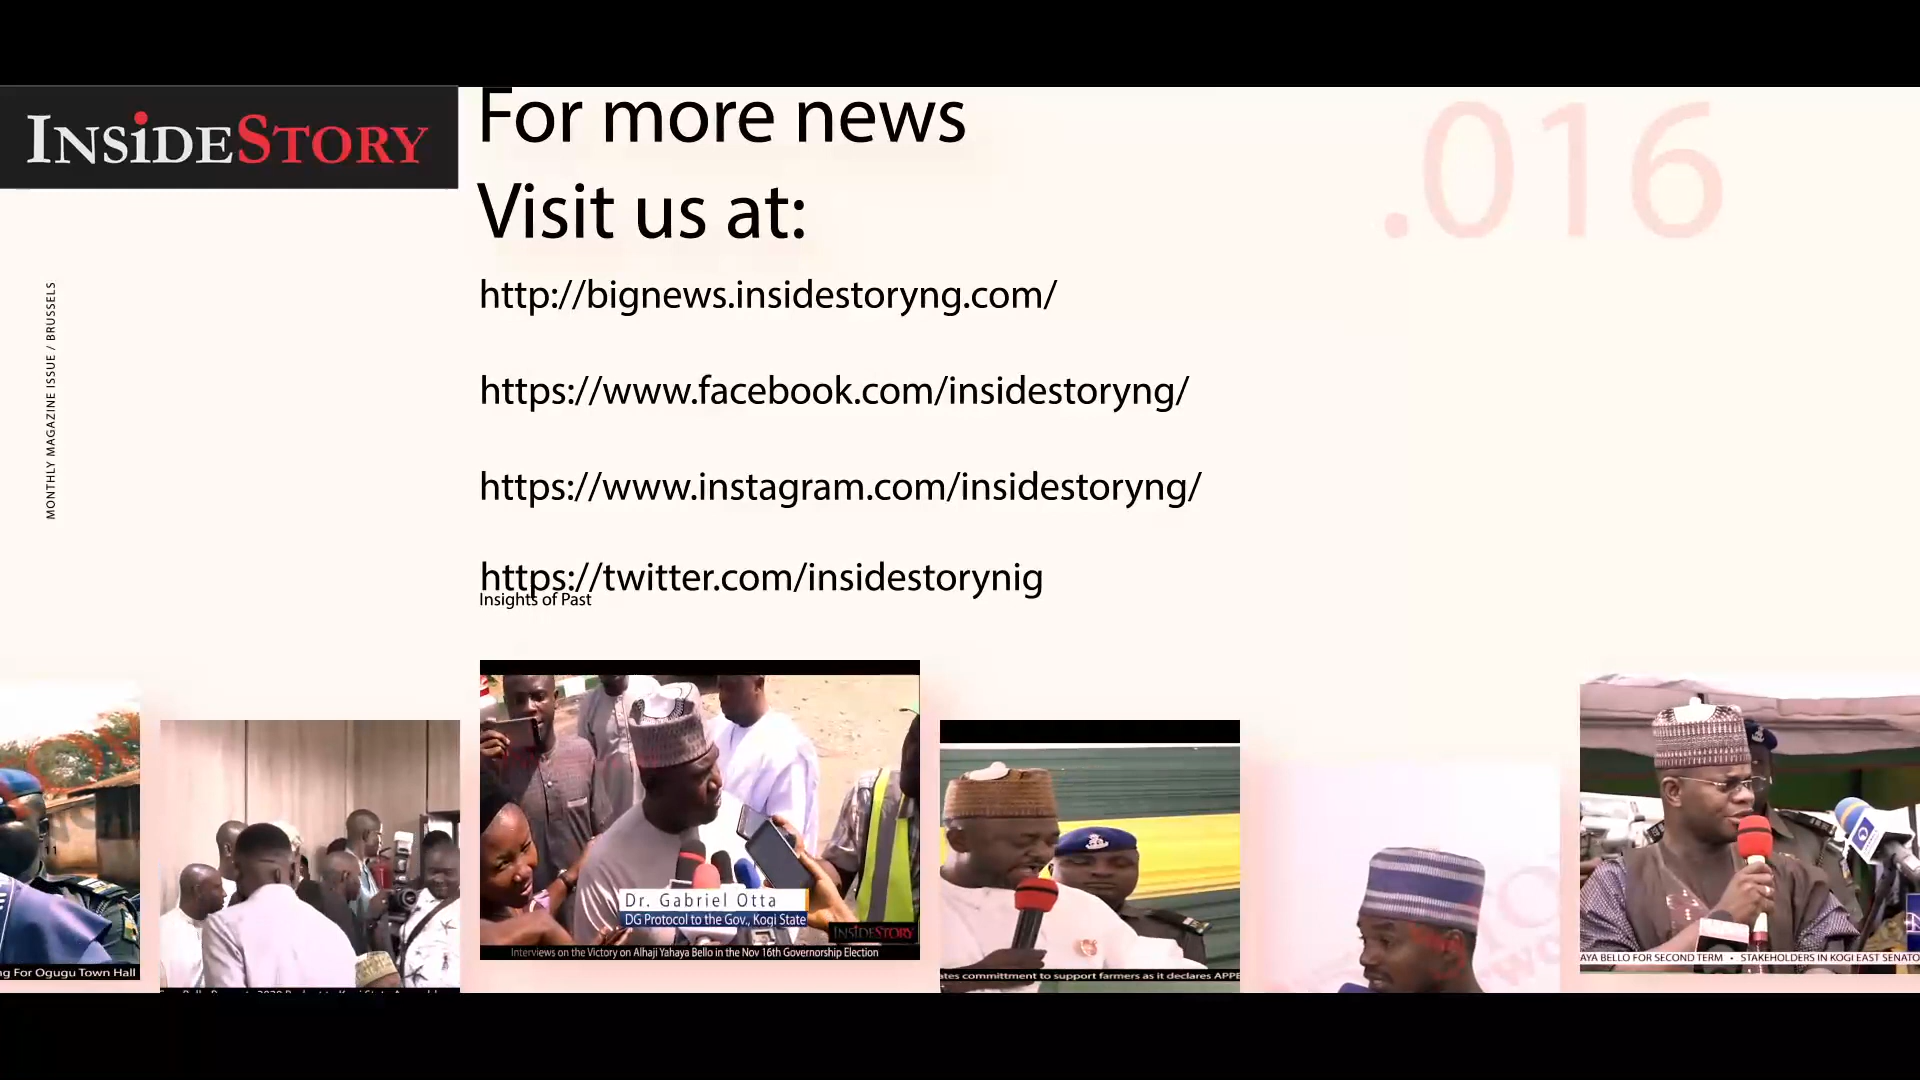 INSiDESTORY
For more news
Visit us at:
.016
http://bignews.insidestoryng.com/
https://www.facebook.com/insidestoryng/
https://www.instagram.com/insidestoryng/
https://twitter.com/insidestorynig
Insights of Past
MONTHLY MAGAZINE ISSUE / BRUSSELS
11
g For Ogugu Town Hall
Dr. Gabriel Otta
DG Protocol to the Gov., Kogi State
INSiDESTORY
Interviews on the Victory on Alhaji Yahaya Bello in the Nov 16th Governorship Election
ates committment to support farmers as it declares APPE
AYA BELLO FOR SECOND TERM • STAKEHOLDERS IN KOGI EAST SENATO